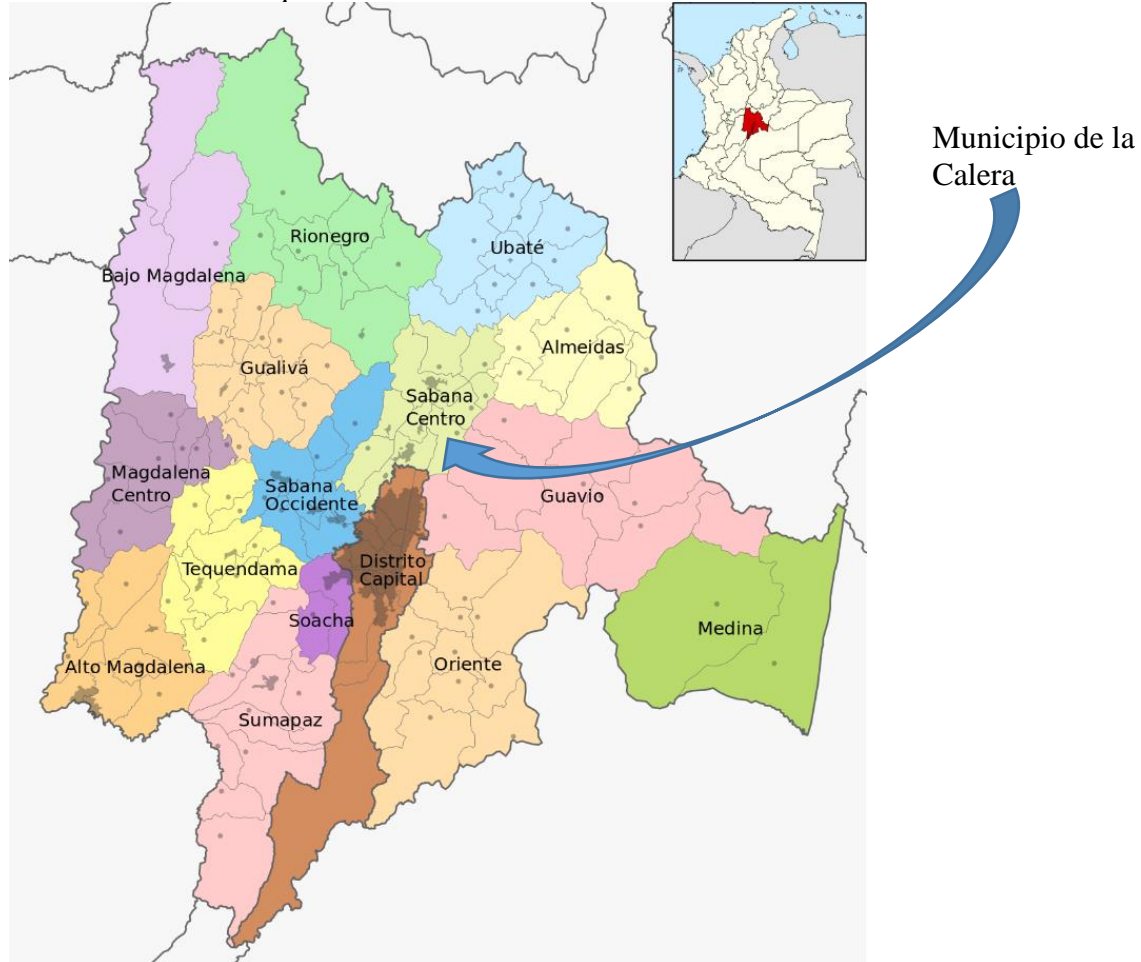 Municipio de la
Calera
Rionegro
Ubaté
Bajo Magdalena
Almeidas
Gualivá
Sabana
Centro
Magdalena
Centro
Sabana
Occidente
Guavio
Distrito
Capital
Tequendama
Soacha
Medina
Oriente
Alto Magdalena
Sumapaz